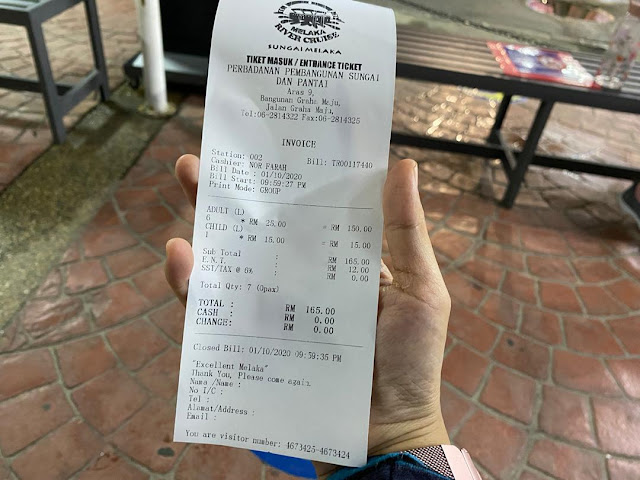 MELAKA
RIVER CRUISE
SUNGAI MELAKA
TIKET MASUK / ENTRANCE TICKET
PERBADANAN PEMBANGUNAN SUNGAI
DAN PANTAI
Aras 9,
Bangunan Graha Maju,
Jalan Graha Maju,
Tel:06-2814322 Fax:06-2814325
INVOICE
Station: 002 Bill: TR00117440
Cashier: NOR FARAH
Bill Date : 01/10/2020
Bill Start: 09:59:27 PM
Print Mode: GROUP
ADULT (L)
6 * RM 25.00 = RM 150.00
CHILD (L)
1 * RM 15.00 = RM 15.00
Sub Total : RM 165.00
E.N.T. : RM 12.00
SST/TAX @ 0% : RM 0.00
Total Qty: 7 (0pax)
TOTAL : RM 165.00
CASH : RM 0.00
CHANGE: RM 0.00
Closed Bill: 01/10/2020 09:59:35 PM
"Excellent Melaka"
Thank You, Please come again.
Nama /Name :
No I/C :
Tel :
Alamat/Address :
Email :
You are visitor number: 4673425-4673424